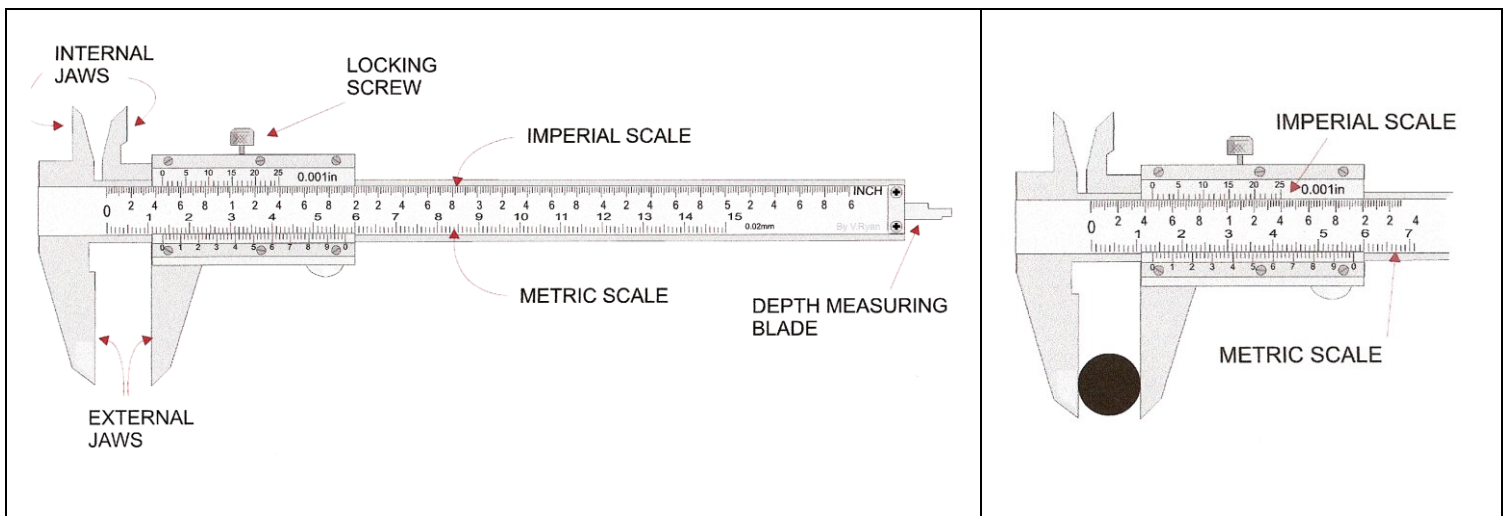 INTERNAL
JAWS
LOCKING
SCREW
IMPERIAL SCALE
0 5 10 15 20 25 0.001in
INCH
0 2 4 6 8 1 2 4 6 8 2 2 4 6 8 3 2 4 6 8 4 2 4 6 8 5 2 4 6 8 6
1 2 3 4 5 6 7 8 9 10 11 12 13 14 15
0.02mm
By V.Ryan
0 1 2 3 4 5 6 7 8 9 0
METRIC SCALE
DEPTH MEASURING
BLADE
EXTERNAL
JAWS
IMPERIAL SCALE
0 5 10 15 20 25 0.001in
0 2 4 6 8 1 2 4 6 8 2 2 4
1 2 3 4 5 6 7
0 1 2 3 4 5 6 7 8 9 0
METRIC SCALE